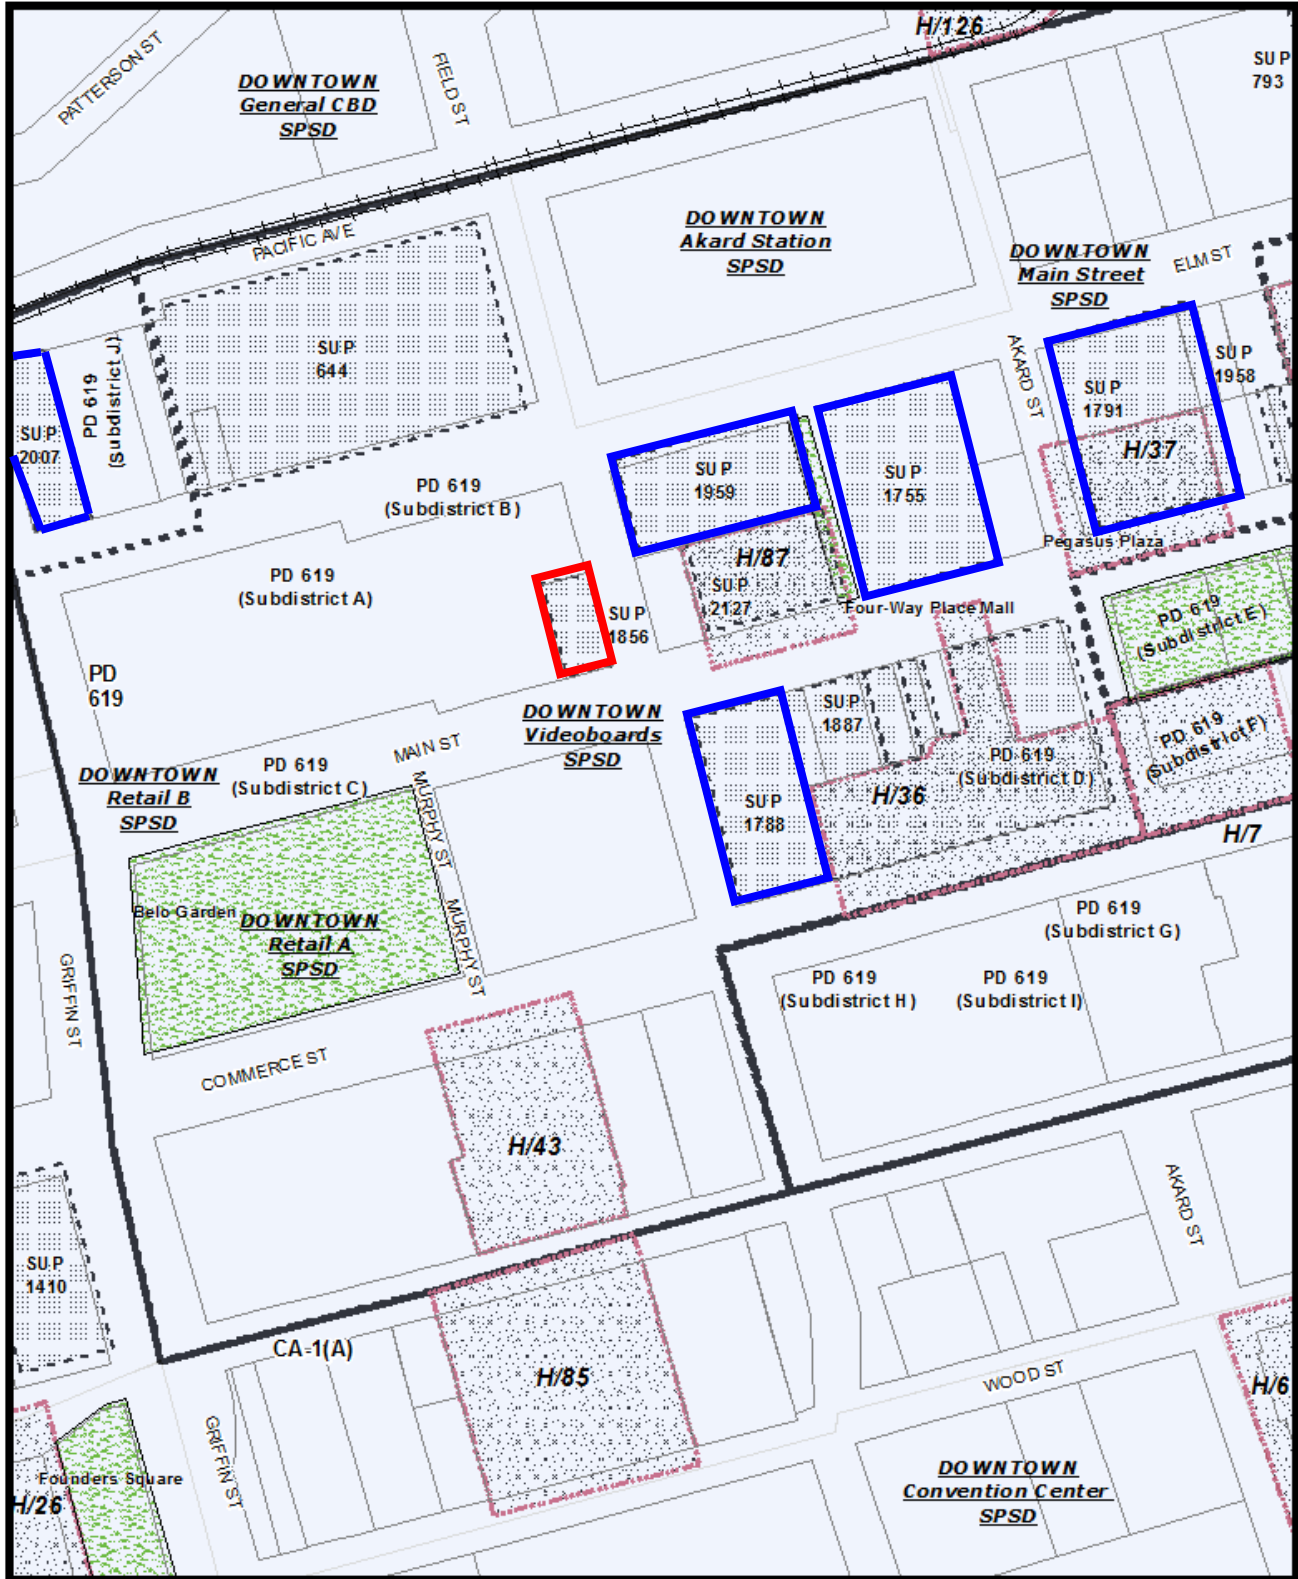 H/126
PATTERSON ST
DOWNTOWN
General CBD
SPSD
FIELD ST
SUP
793
PACIFIC AVE
DOWNTOWN
Akard Station
SPSD
DOWNTOWN
Main Street
SPSD
ELM ST
SUP
644
PD 619
(Subdistrict J)
AKARD ST
SUP
1958
SUP
1791
SUP
2007
H/37
SUP
1959
SUP
1755
PD 619
(Subdistrict B)
Pegasus Plaza
H/87
SUP
2127
PD 619
(Subdistrict A)
SUP
1856
Four-Way Place Mall
PD 619
(Subdistrict E)
PD
619
DOWNTOWN
Videoboards
SPSD
SUP
1887
MAIN ST
PD 619
(Subdistrict F)
PD 619
(Subdistrict D)
DOWNTOWN
Retail B
SPSD
PD 619
(Subdistrict C)
MURPHY ST
SUP
1788
H/36
H/7
Belo Garden
DOWNTOWN
Retail A
SPSD
MURPHY ST
PD 619
(Subdistrict G)
GRIFFIN ST
PD 619
(Subdistrict H)
PD 619
(Subdistrict I)
COMMERCE ST
H/43
AKARD ST
SUP
1410
CA-1(A)
H/85
WOOD ST
H/6
GRIFFIN ST
Founders Square
H/26
DOWNTOWN
Convention Center
SPSD